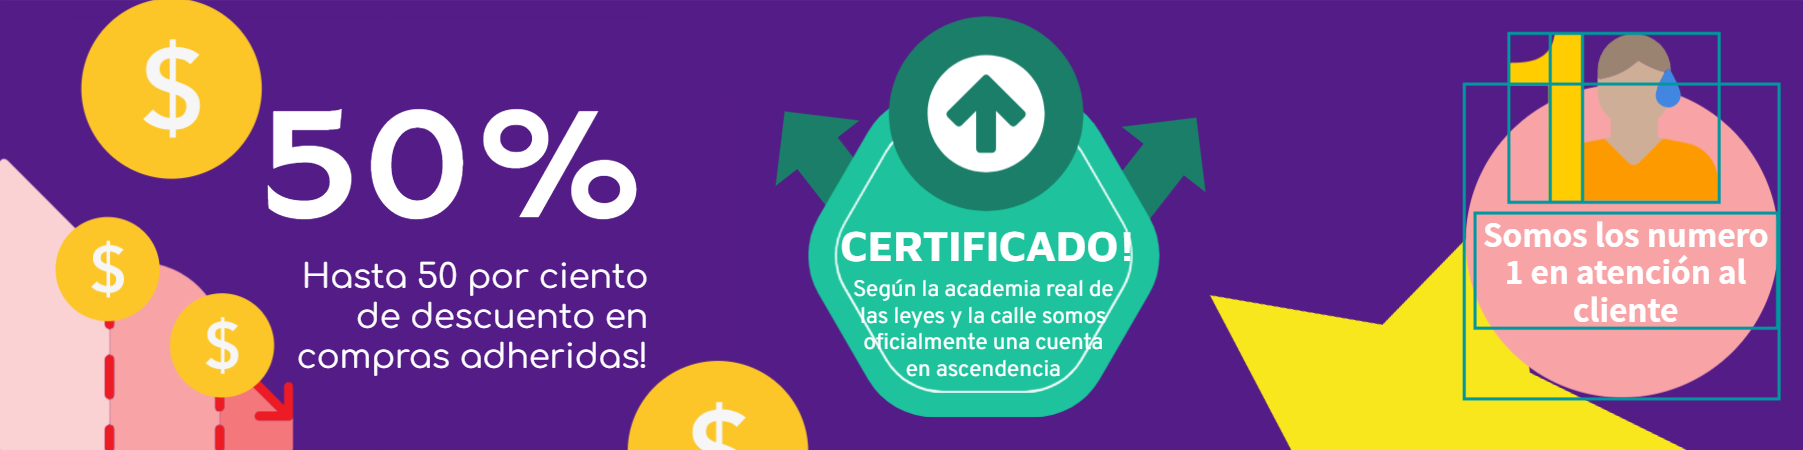 $
50%
$
$
Hasta 50 por ciento
de descuento en
compras adheridas!
$
CERTIFICADO!
Según la academia real de
las leyes y la calle somos
oficialmente una cuenta
en ascendencia
1
Somos los numero
1 en atención al
cliente